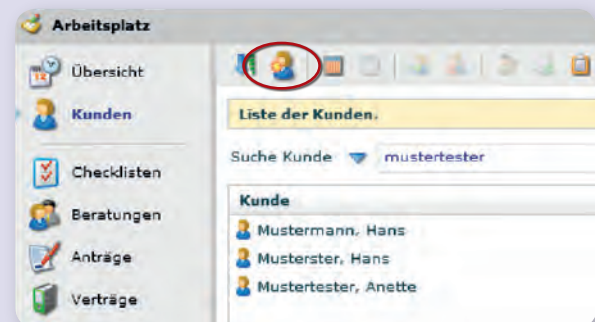 Arbeitsplatz
Übersicht
Kunden
Checklisten
Beratungen
Anträge
Verträge
Liste der Kunden.
Suche Kunde mustertester
Kunde
Mustermann, Hans
Musterster, Hans
Mustertester, Anette